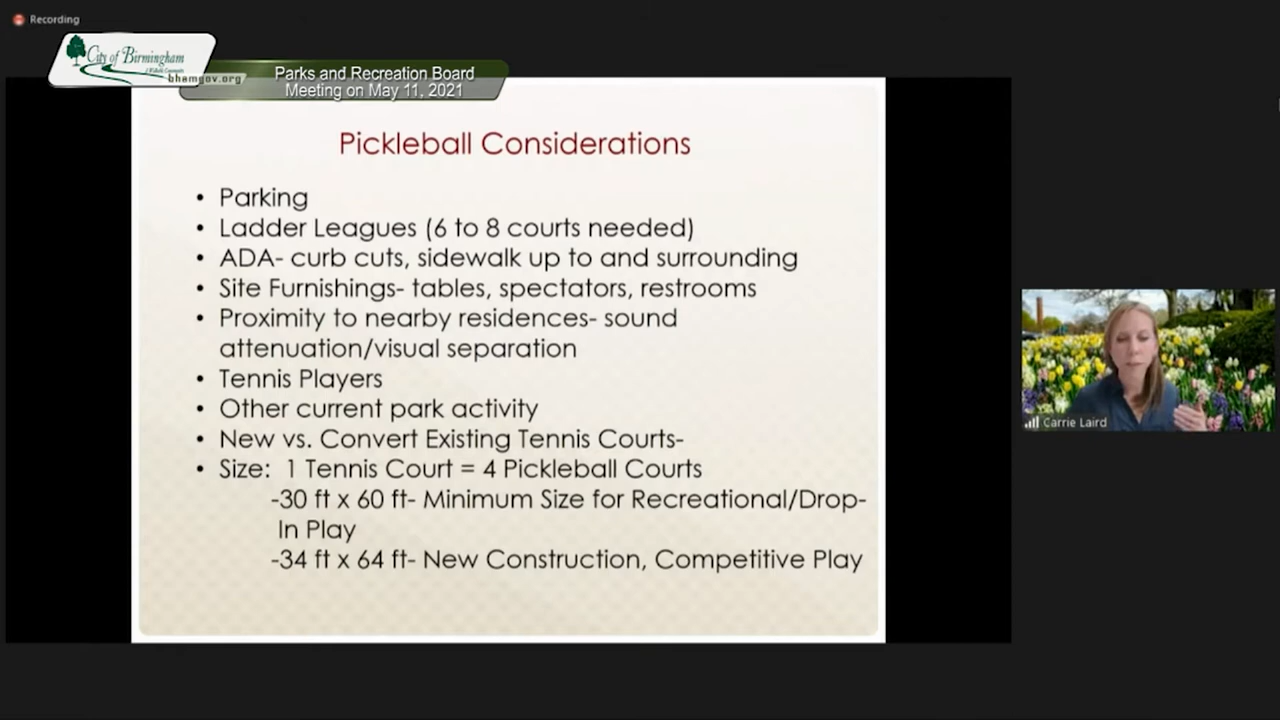 Recording
City of Birmingham
bhamgov.org
Parks and Recreation Board
Meeting on May 11, 2021
Pickleball Considerations
• Parking
• Ladder Leagues (6 to 8 courts needed)
• ADA- curb cuts, sidewalk up to and surrounding
• Site Furnishings- tables, spectators, restrooms
• Proximity to nearby residences- sound
attenuation/visual separation
• Tennis Players
• Other current park activity
• New vs. Convert Existing Tennis Courts-
• Size: 1 Tennis Court = 4 Pickleball Courts
-30 ft x 60 ft- Minimum Size for Recreational/Drop-
In Play
-34 ft x 64 ft- New Construction, Competitive Play
Carrie Laird